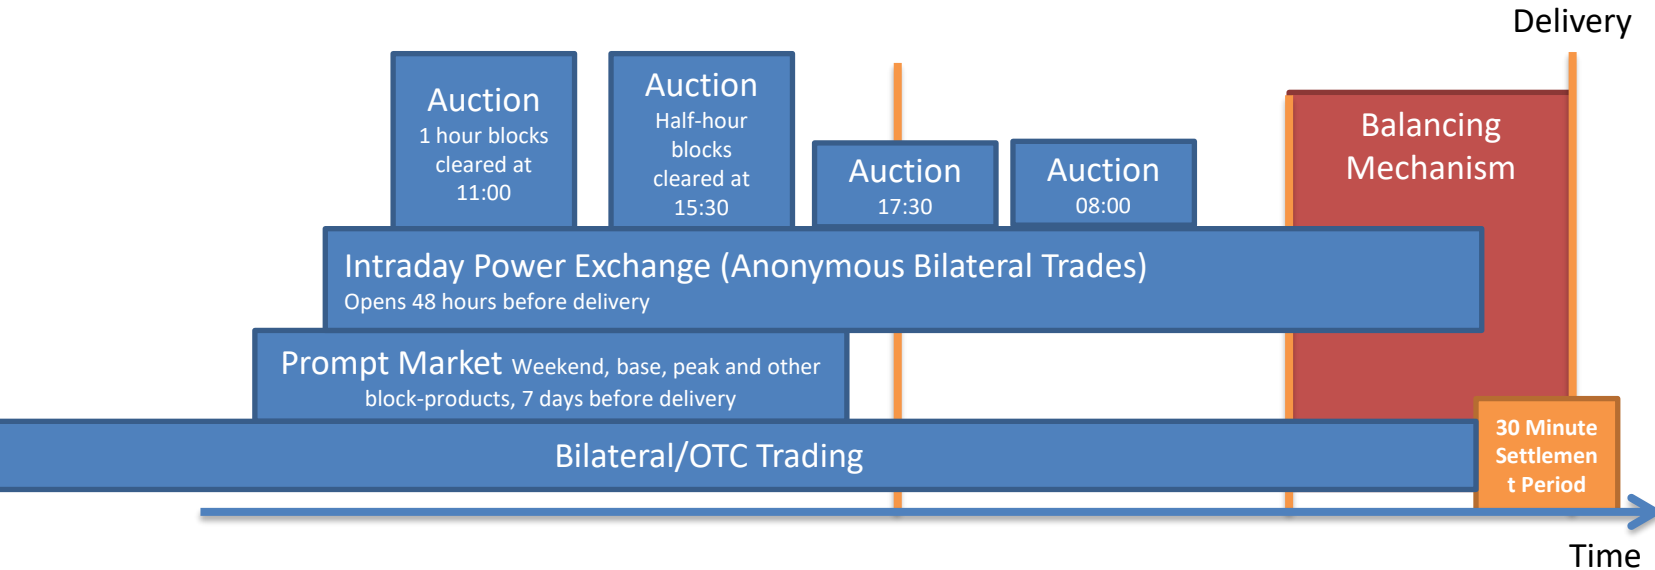 Delivery
Auction
1 hour blocks
cleared at
11:00
Auction
Half-hour
blocks
cleared at
15:30
Auction
17:30
Auction
08:00
Balancing
Mechanism
Intraday Power Exchange (Anonymous Bilateral Trades)
Opens 48 hours before delivery
Prompt Market Weekend, base, peak and other
block-products, 7 days before delivery
Bilateral/OTC Trading
30 Minute
Settlemen
t Period
Time